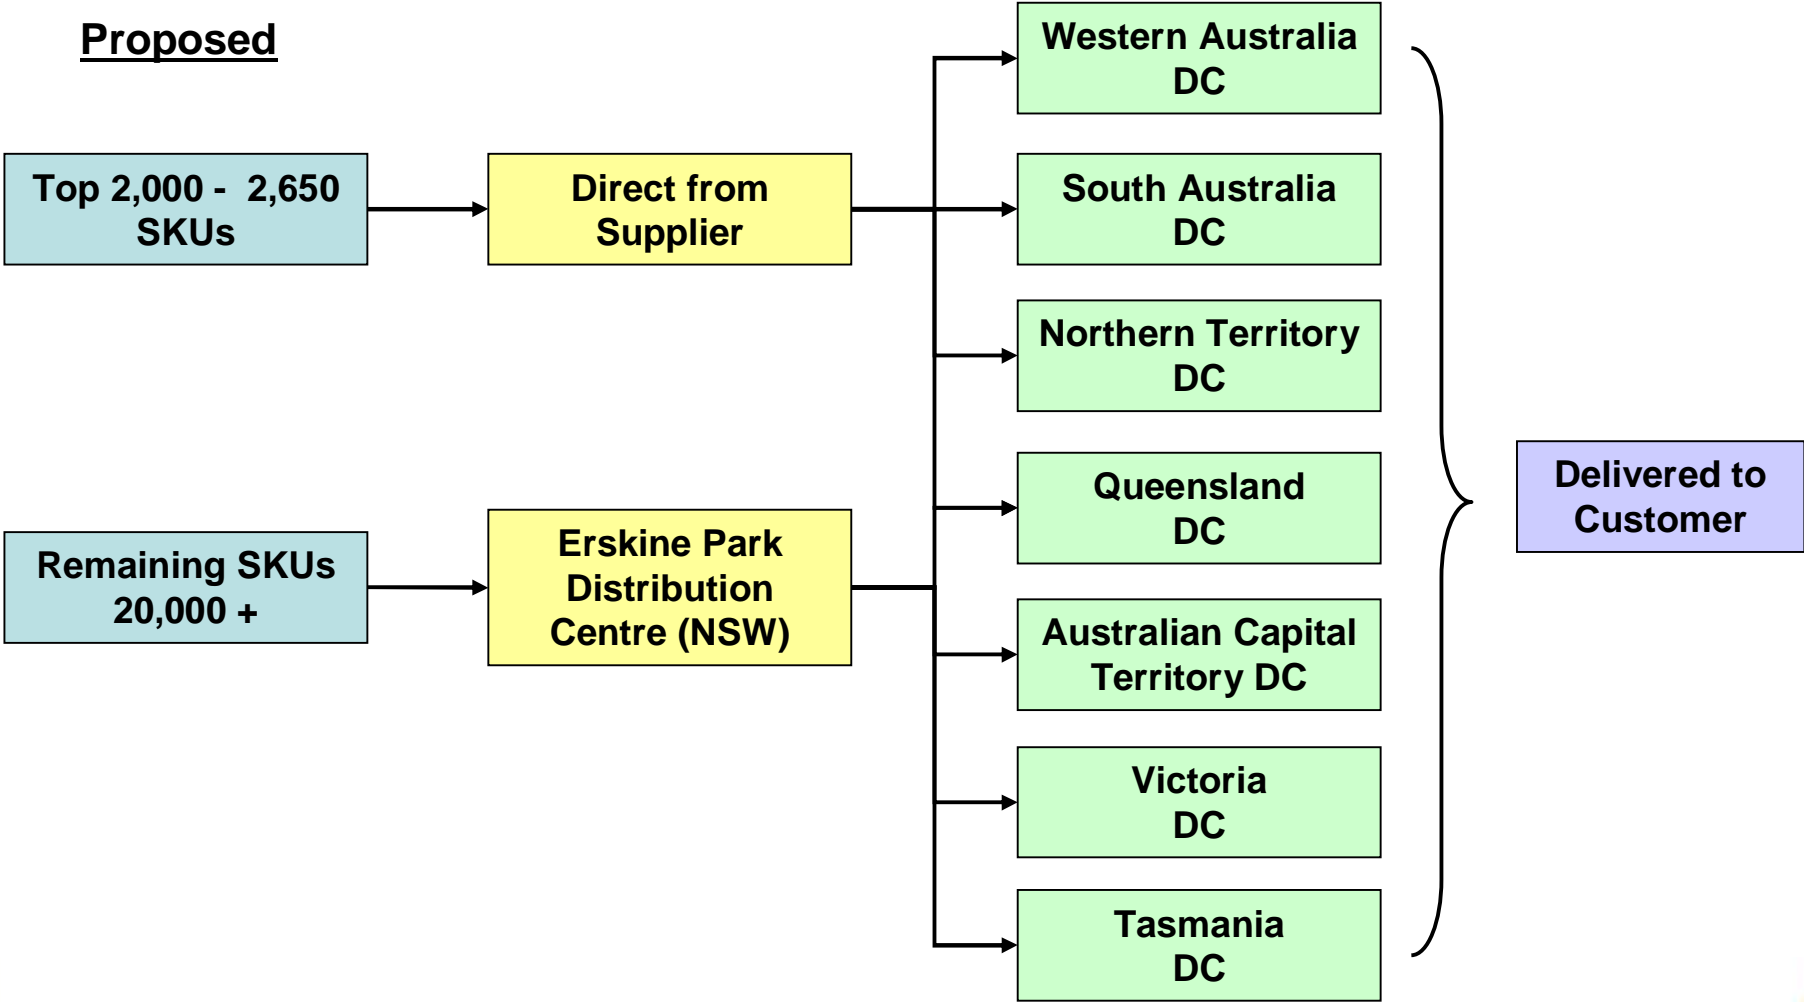 Proposed
Top 2,000 -  2,650
SKUs
Direct from
Supplier
Remaining SKUs
20,000 +
Erskine Park
Distribution
Centre (NSW)
Western Australia
DC
South Australia
DC
Northern Territory
DC
Queensland
DC
Australian Capital
Territory DC
Victoria
DC
Tasmania
DC
Delivered to
Customer